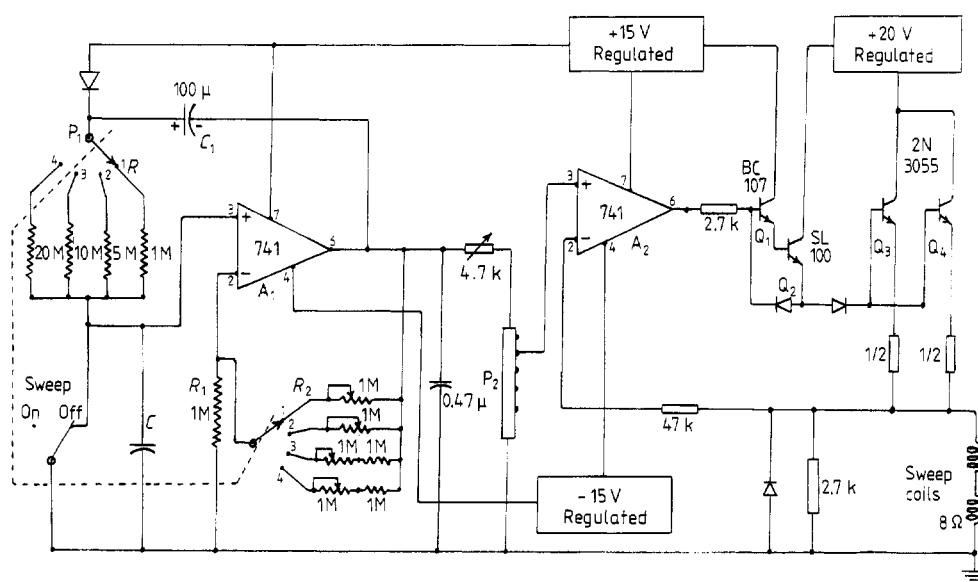 +15 V
Regulated
+20 V
Regulated
100 μ
+ -
C1
P1
4 3 2 1 R
20 M 10 M 5 M 1 M
3
+
7
741
6
2
−
4
A1
4.7 k
3
+
7
741
6
2
−
4
A2
2.7 k
BC
107
Q1
SL
100
Q2
2N
3055
Q3
Q4
1/2
1/2
Sweep
On Off
C
R1
1M
R2
1M
1
1M
2
3
1M 1M
4
1M 1M
0.47 μ
P2
47 k
2.7 k
Sweep
coils
8 Ω
−15 V
Regulated